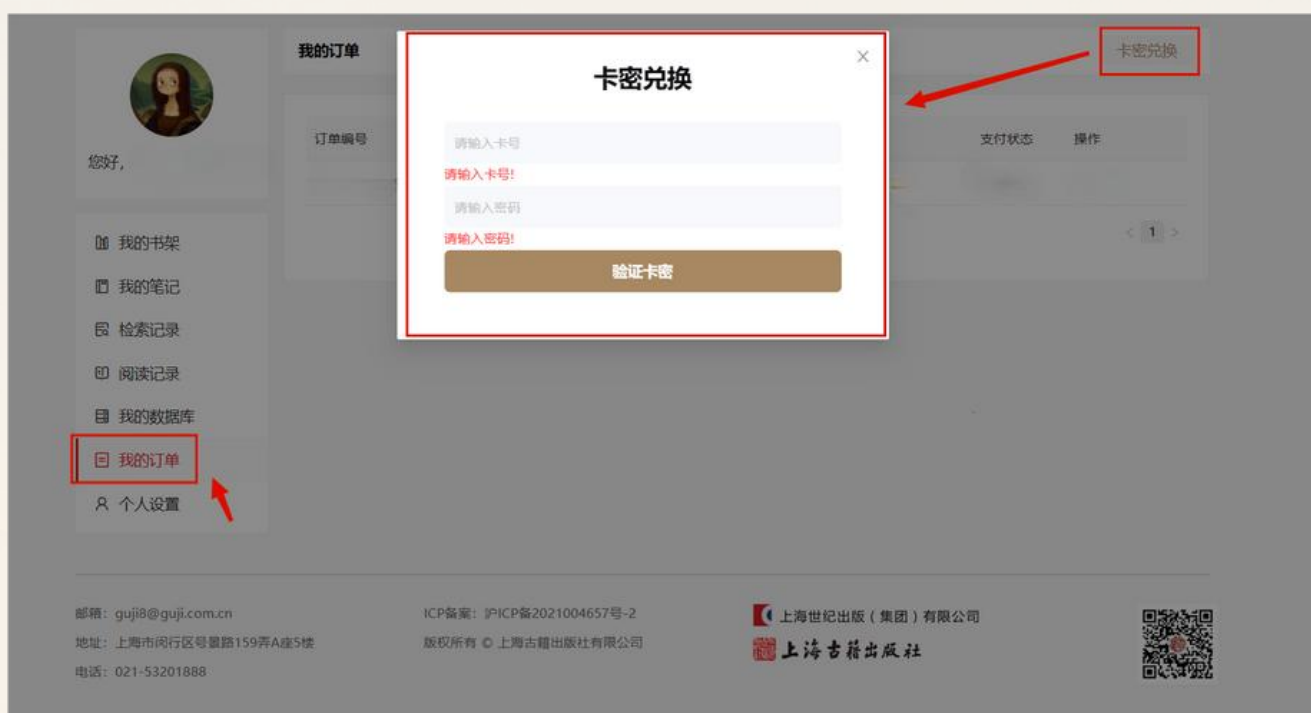 我的订单
卡密兑换
卡密兑换
请输入卡号
请输入卡号!
请输入密码
请输入密码!
验证卡密
您好,
订单编号
支付状态
操作
< 1 >
我的书架
我的笔记
检索记录
阅读记录
我的数据库
我的订单
个人设置
邮箱：guji8@guji.com.cn
地址：上海市闵行区号景路159弄A座5楼
电话：021-53201888
ICP备案：沪ICP备2021004657号-2
版权所有 © 上海古籍出版社有限公司
上海世纪出版（集团）有限公司
上海古籍出版社